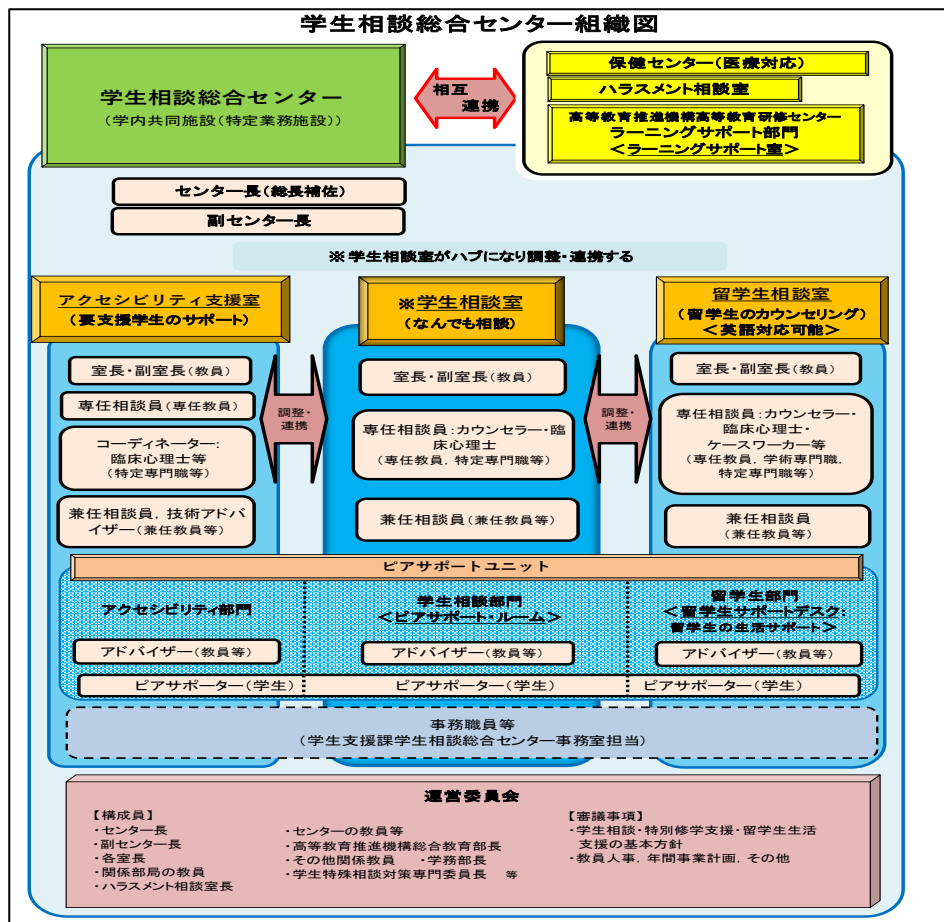 学生相談総合センター組織図
学生相談総合センター
(学内共同施設(特定業務施設))
相互
連携
保健センター(医療対応)
ハラスメント相談室
高等教育推進機構高等教育研修センター
ラーニングサポート部門
<ラーニングサポート室>
センター長(総長補佐)
副センター長
※学生相談室がハブになり調整・連携する
アクセシビリティ支援室
(要支援学生のサポート)
室長・副室長(教員)
専任相談員(専任教員)
コーディネーター:
臨床心理士等
(特定専門職等)
兼任相談員,技術アドバ
イザー(兼任教員等)
調整・
連携
※学生相談室
(なんでも相談)
室長・副室長(教員)
専任相談員:カウンセラー・臨
床心理士
(専任教員,特定専門職等)
兼任相談員(兼任教員等)
調整・
連携
留学生相談室
(留学生のカウンセリング)
<英語対応可能>
室長・副室長(教員)
専任相談員:カウンセラー・
臨床心理士・
ケースワーカー等
(専任教員,学術専門職,
特定専門職等)
兼任相談員
(兼任教員等)
ピアサポートユニット
アクセシビリティ部門
アドバイザー(教員等)
ピアサポーター(学生)
学生相談部門
<ピアサポート・ルーム>
アドバイザー(教員等)
ピアサポーター(学生)
留学生部門
<留学生サポートデスク:
留学生の生活サポート>
アドバイザー(教員等)
ピアサポーター(学生)
事務職員等
(学生支援課学生相談総合センター事務室担当)
運営委員会
【構成員】
・センター長
・副センター長
・各室長
・関係部局の教員
・ハラスメント相談室長
・センターの教員等
・高等教育推進機構総合教育部長
・その他関係教員 ・学務部長
・学生特殊相談対策専門委員長 等
【審議事項】
・学生相談・特別修学支援・留学生生活
支援の基本方針
・教員人事,年間事業計画,その他